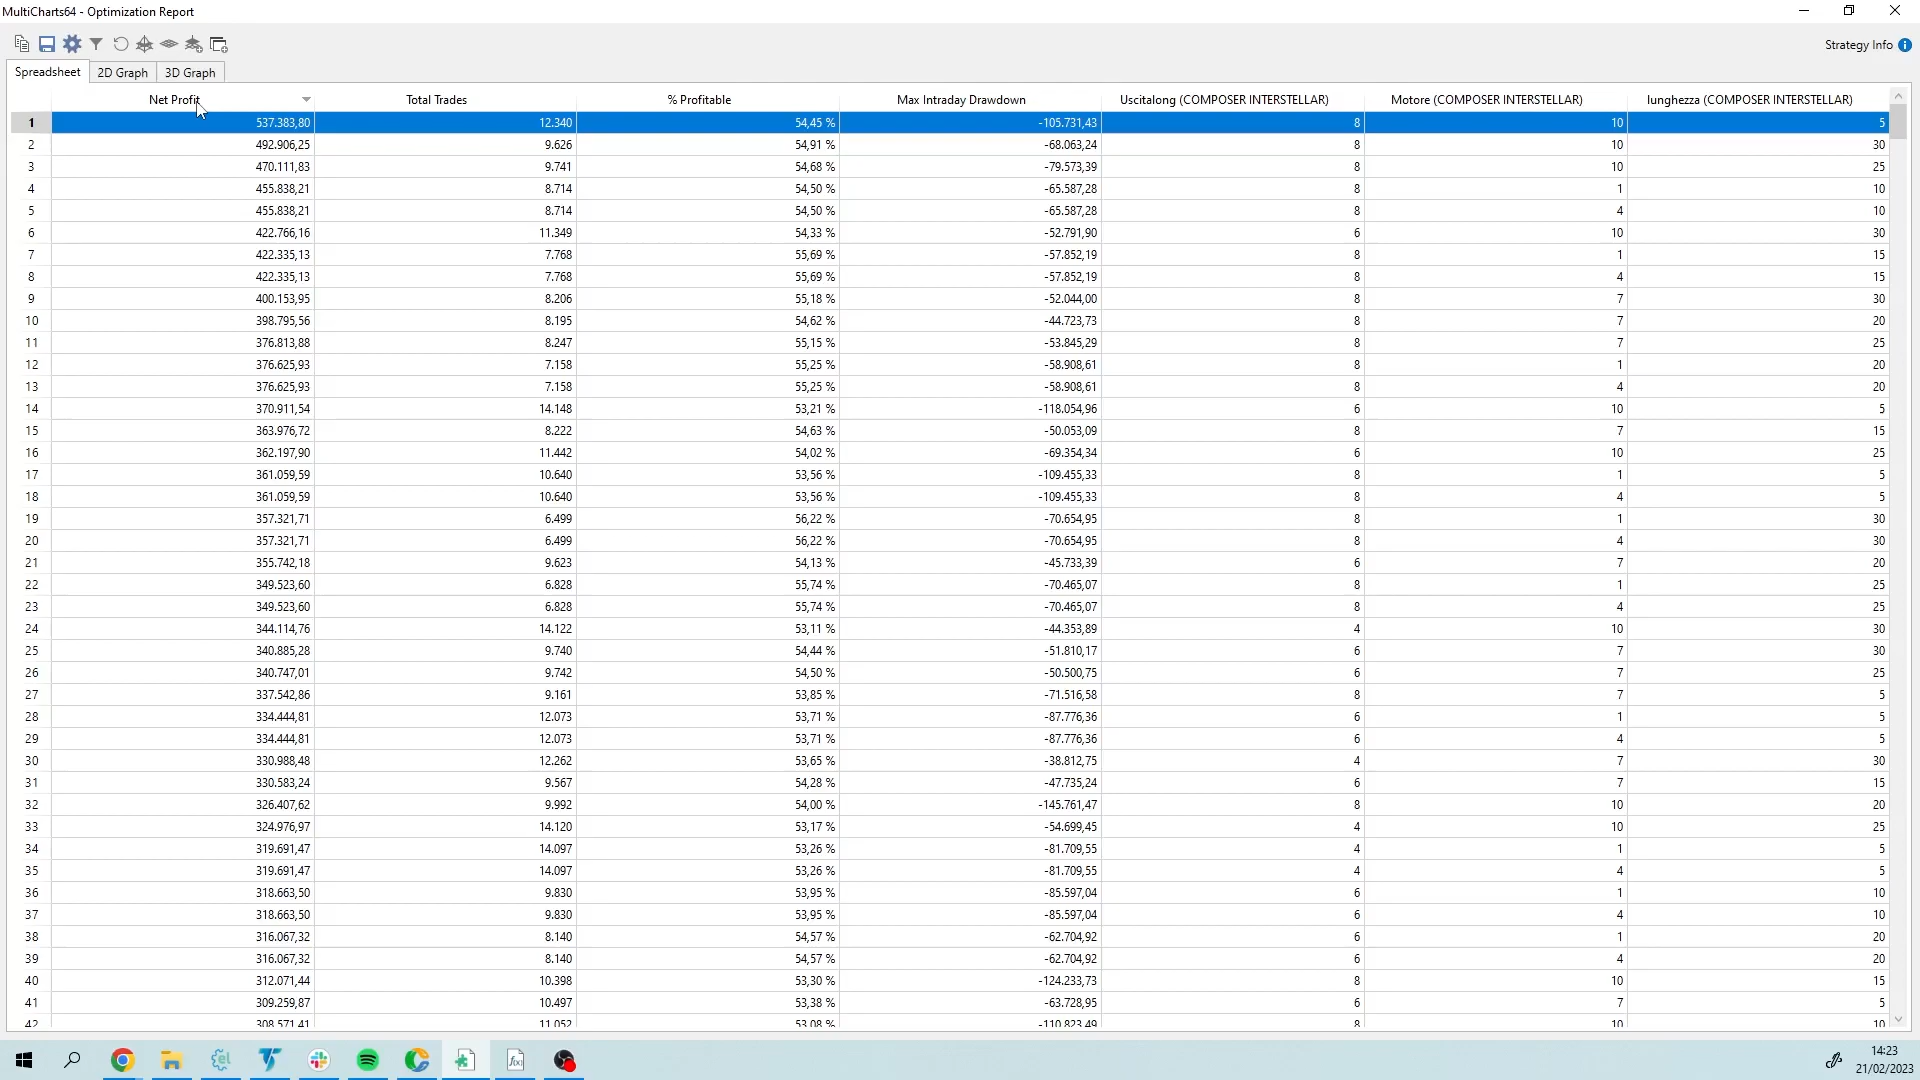 MultiCharts64 - Optimization Report
Strategy Info
Spreadsheet 2D Graph 3D Graph
Net Profit Total Trades % Profitable Max Intraday Drawdown Uscitalong (COMPOSER INTERSTELLAR) Motore (COMPOSER INTERSTELLAR) lunghezza (COMPOSER INTERSTELLAR)
1 537.383,80 12.340 54,45 % -105.731,43 8 10 5
2 492.906,25 9.626 54,91 % -68.063,24 8 10 30
3 470.111,83 9.741 54,68 % -79.573,39 8 10 25
4 455.838,21 8.714 54,50 % -65.587,28 8 1 10
5 455.838,21 8.714 54,50 % -65.587,28 8 4 10
6 422.766,16 11.349 54,33 % -52.791,90 6 10 30
7 422.335,13 7.768 55,69 % -57.852,19 8 1 15
8 422.335,13 7.768 55,69 % -57.852,19 8 4 15
9 400.153,95 8.206 55,18 % -52.044,00 8 7 30
10 398.795,56 8.195 54,62 % -44.723,73 8 7 20
11 376.813,88 8.247 55,15 % -53.845,29 8 7 25
12 376.625,93 7.158 55,25 % -58.908,61 8 1 20
13 376.625,93 7.158 55,25 % -58.908,61 8 4 20
14 370.911,54 14.148 53,21 % -118.054,96 6 10 5
15 363.976,72 8.222 54,63 % -50.053,09 8 7 15
16 362.197,90 11.442 54,02 % -69.354,34 6 10 25
17 361.059,59 10.640 53,56 % -109.455,33 8 1 5
18 361.059,59 10.640 53,56 % -109.455,33 8 4 5
19 357.321,71 6.499 56,22 % -70.654,95 8 1 30
20 357.321,71 6.499 56,22 % -70.654,95 8 4 30
21 355.742,18 9.623 54,13 % -45.733,39 6 7 20
22 349.523,60 6.828 55,74 % -70.465,07 8 1 25
23 349.523,60 6.828 55,74 % -70.465,07 8 4 25
24 344.114,76 14.122 53,11 % -44.353,89 4 10 30
25 340.885,28 9.740 54,44 % -51.810,17 6 7 30
26 340.747,01 9.742 54,50 % -50.500,75 6 7 25
27 337.542,86 9.161 53,85 % -71.516,58 8 7 5
28 334.444,81 12.073 53,71 % -87.776,36 6 1 5
29 334.444,81 12.073 53,71 % -87.776,36 6 4 5
30 330.988,48 12.262 53,65 % -38.812,75 4 7 30
31 330.583,24 9.567 54,28 % -47.735,24 6 7 15
32 326.407,62 9.992 54,00 % -145.761,47 8 10 20
33 324.976,97 14.120 53,17 % -54.699,45 4 10 25
34 319.691,47 14.097 53,26 % -81.709,55 4 1 5
35 319.691,47 14.097 53,26 % -81.709,55 4 4 5
36 318.663,50 9.830 53,95 % -85.597,04 6 1 10
37 318.663,50 9.830 53,95 % -85.597,04 6 4 10
38 316.067,32 8.140 54,57 % -62.704,92 6 1 20
39 316.067,32 8.140 54,57 % -62.704,92 6 4 20
40 312.071,44 10.398 53,30 % -124.233,73 8 10 15
41 309.259,87 10.497 53,38 % -63.728,95 6 7 5
42 308.571,41 11.052 53,08 % -110.823,49 8 10 10
14:23
21/02/2023